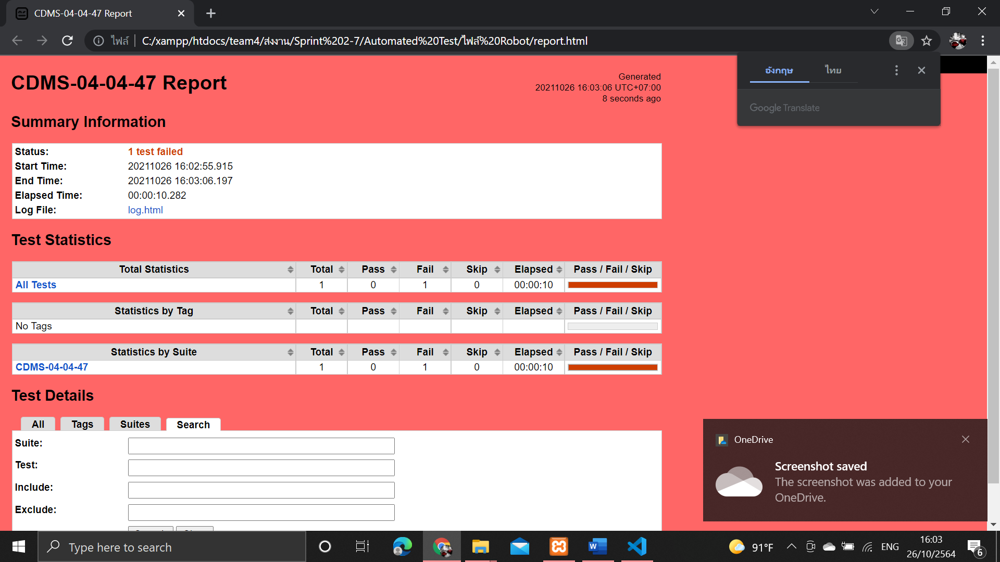 CDMS-04-04-47 Report
ไฟล์ C:/xampp/htdocs/team4/ส่งงาน/Sprint%202-7/Automated%20Test/ไฟล์%20Robot/report.html
อังกฤษ ไทย
Google Translate
CDMS-04-04-47 Report
Generated
20211026 16:03:06 UTC+07:00
8 seconds ago
Summary Information
Status: 1 test failed
Start Time: 20211026 16:02:55.915
End Time: 20211026 16:03:06.197
Elapsed Time: 00:00:10.282
Log File: log.html
Test Statistics
Total Statistics Total Pass Fail Skip Elapsed Pass / Fail / Skip
All Tests 1 0 1 0 00:00:10
Statistics by Tag Total Pass Fail Skip Elapsed Pass / Fail / Skip
No Tags
Statistics by Suite Total Pass Fail Skip Elapsed Pass / Fail / Skip
CDMS-04-04-47 1 0 1 0 00:00:10
Test Details
All Tags Suites Search
Suite:
Test:
Include:
Exclude:
OneDrive
Screenshot saved
The screenshot was added to your
OneDrive.
Type here to search
91°F
ENG
16:03
26/10/2564
6